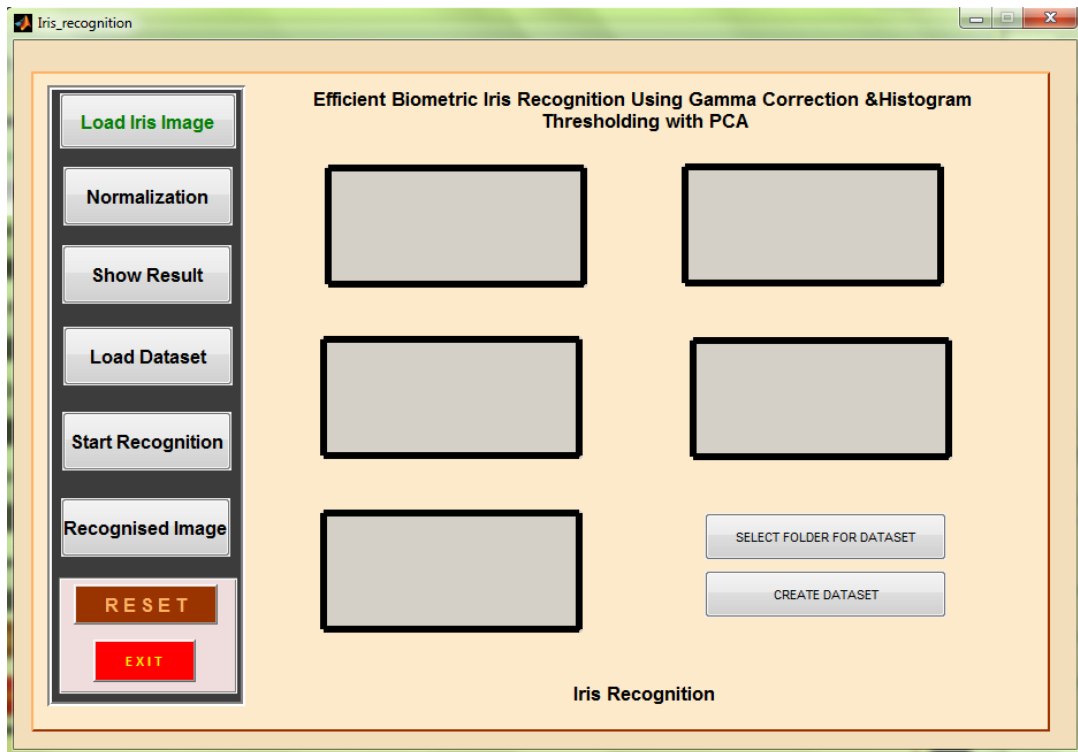 Iris_recognition
Efficient Biometric Iris Recognition Using Gamma Correction &Histogram
Thresholding with PCA
Load Iris Image
Normalization
Show Result
Load Dataset
Start Recognition
Recognised Image
RESET
EXIT
SELECT FOLDER FOR DATASET
CREATE DATASET
Iris Recognition